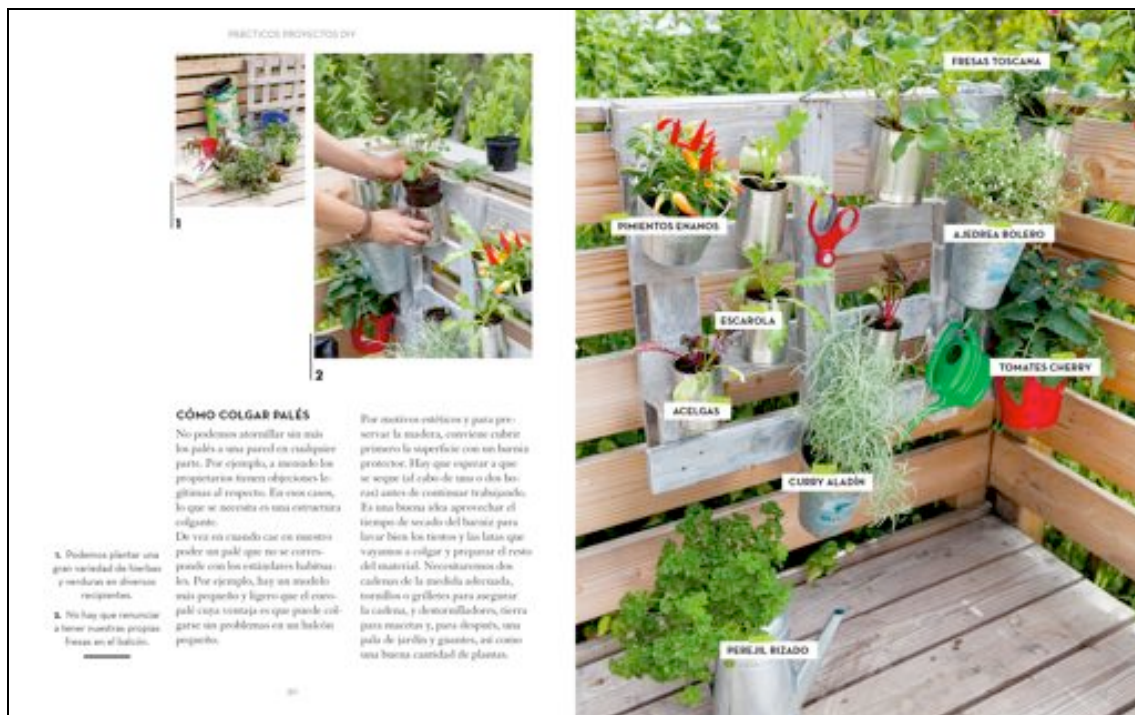 PRÁCTICOS PROYECTOS DIY
1
2
CÓMO COLGAR PALÉS
No podemos atornillar sin más
los palés a una pared en cualquier
parte. Por ejemplo, a menudo los
propietarios tienen objeciones le-
gítimas al respecto. En esos casos,
lo que se necesita es una estructura
colgante.
De vez en cuando cae en nuestro
poder un palé que no se corres-
ponde con los estándares habitua-
les. Por ejemplo, hay un modelo
más pequeño y ligero que el euro-
palé cuya ventaja es que puede col-
garse sin problemas en un balcón
pequeño.
Por motivos estéticos y para pre-
servar la madera, conviene cubrir
primero la superficie con un barniz
protector. Hay que esperar a que
se seque (al cabo de una o dos ho-
ras) antes de continuar trabajando.
Es una buena idea aprovechar el
tiempo de secado del barniz para
lavar bien los tiestos y las latas que
vayamos a colgar y preparar el resto
del material. Necesitaremos dos
cadenas de la medida adecuada,
tornillos o grilletes para asegurar
la cadena, y destornilladores, tierra
para macetas y, para después, una
pala de jardín y guantes, así como
una buena cantidad de plantas.
1. Podemos plantar una
gran variedad de hierbas
y verduras en diversos
recipientes.
2. No hay que renunciar
a tener nuestras propias
fresas en el balcón.
FRESAS TOSCANA
PIMIENTOS ENANOS
AJEDREA BOLERO
ESCAROLA
TOMATES CHERRY
ACELGAS
CURRY ALADÍN
PEREJIL RIZADO